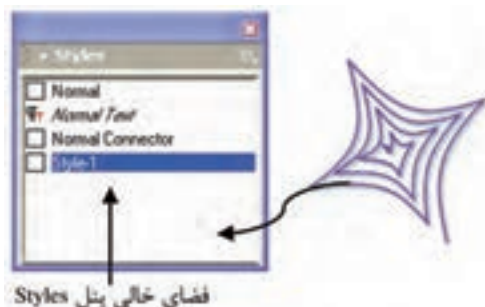 Styles
Normal
Normal Text
Normal Connector
Style-1
فضای خالی پنل Styles